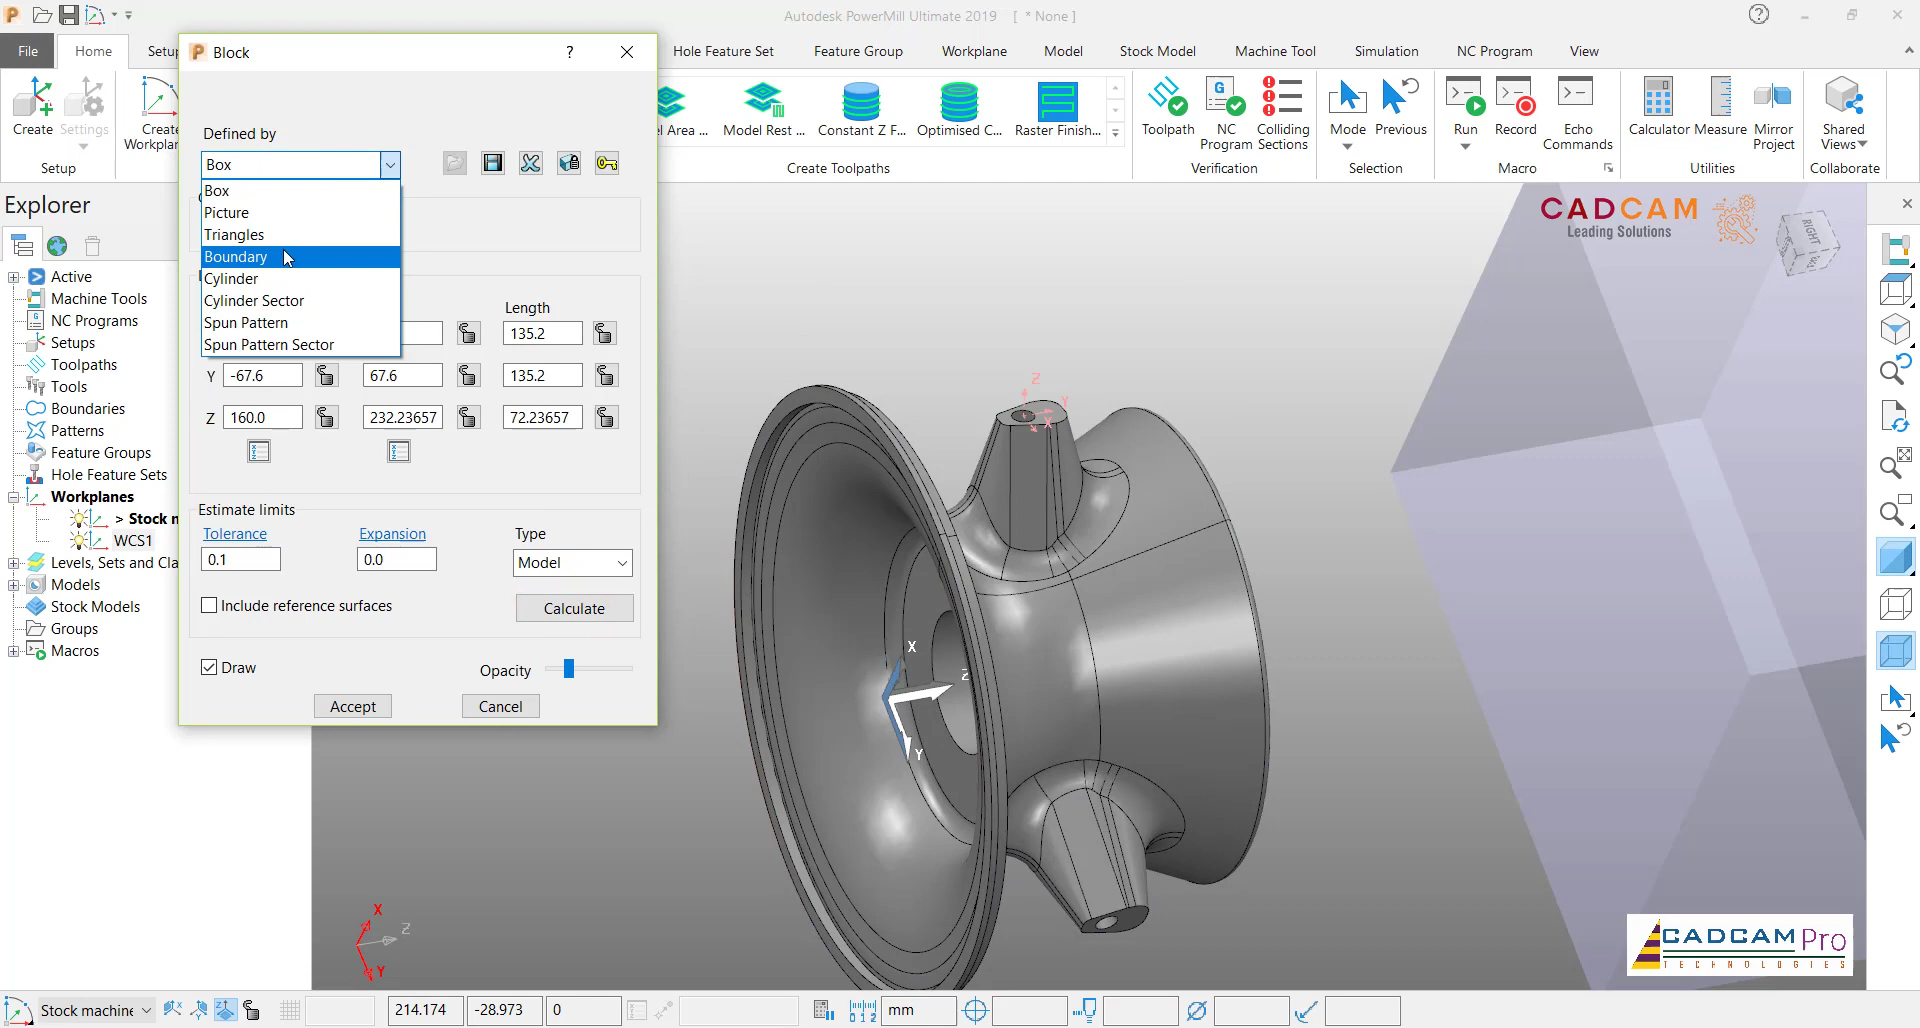 Autodesk PowerMill Ultimate 2019 [ * None ]
File
Home
Setup
Hole Feature Set
Feature Group
Workplane
Model
Stock Model
Machine Tool
Simulation
NC Program
View
Create
Settings
Create
Workplan
Setup
Model Rest ...
Constant Z F...
Optimised C...
Raster Finish...
Create Toolpaths
Toolpath
NC
Program
Colliding
Sections
Verification
Mode
Previous
Selection
Run
Record
Echo
Commands
Macro
Calculator
Measure
Mirror
Project
Utilities
Shared
Views
Collaborate
Block
?
Defined by
Box
Box
Picture
Triangles
Boundary
Cylinder
Cylinder Sector
Spun Pattern
Spun Pattern Sector
Length
135.2
Y -67.6 67.6 135.2
Z 160.0 232.23657 72.23657
Estimate limits
Tolerance
0.1
Expansion
0.0
Type
Model
Include reference surfaces
Calculate
Draw
Opacity
Accept
Cancel
Explorer
Active
Machine Tools
NC Programs
Setups
Toolpaths
Tools
Boundaries
Patterns
Feature Groups
Hole Feature Sets
Workplanes
> Stock m
WCS1
Levels, Sets and Cla
Models
Stock Models
Groups
Macros
CADCAM
Leading Solutions
RIGHT
Z
Y
X
X
Z
Y
X
Z
Y
CADCAM Pro
TECHNOLOGIES
Stock machine
214.174
-28.973
0
mm